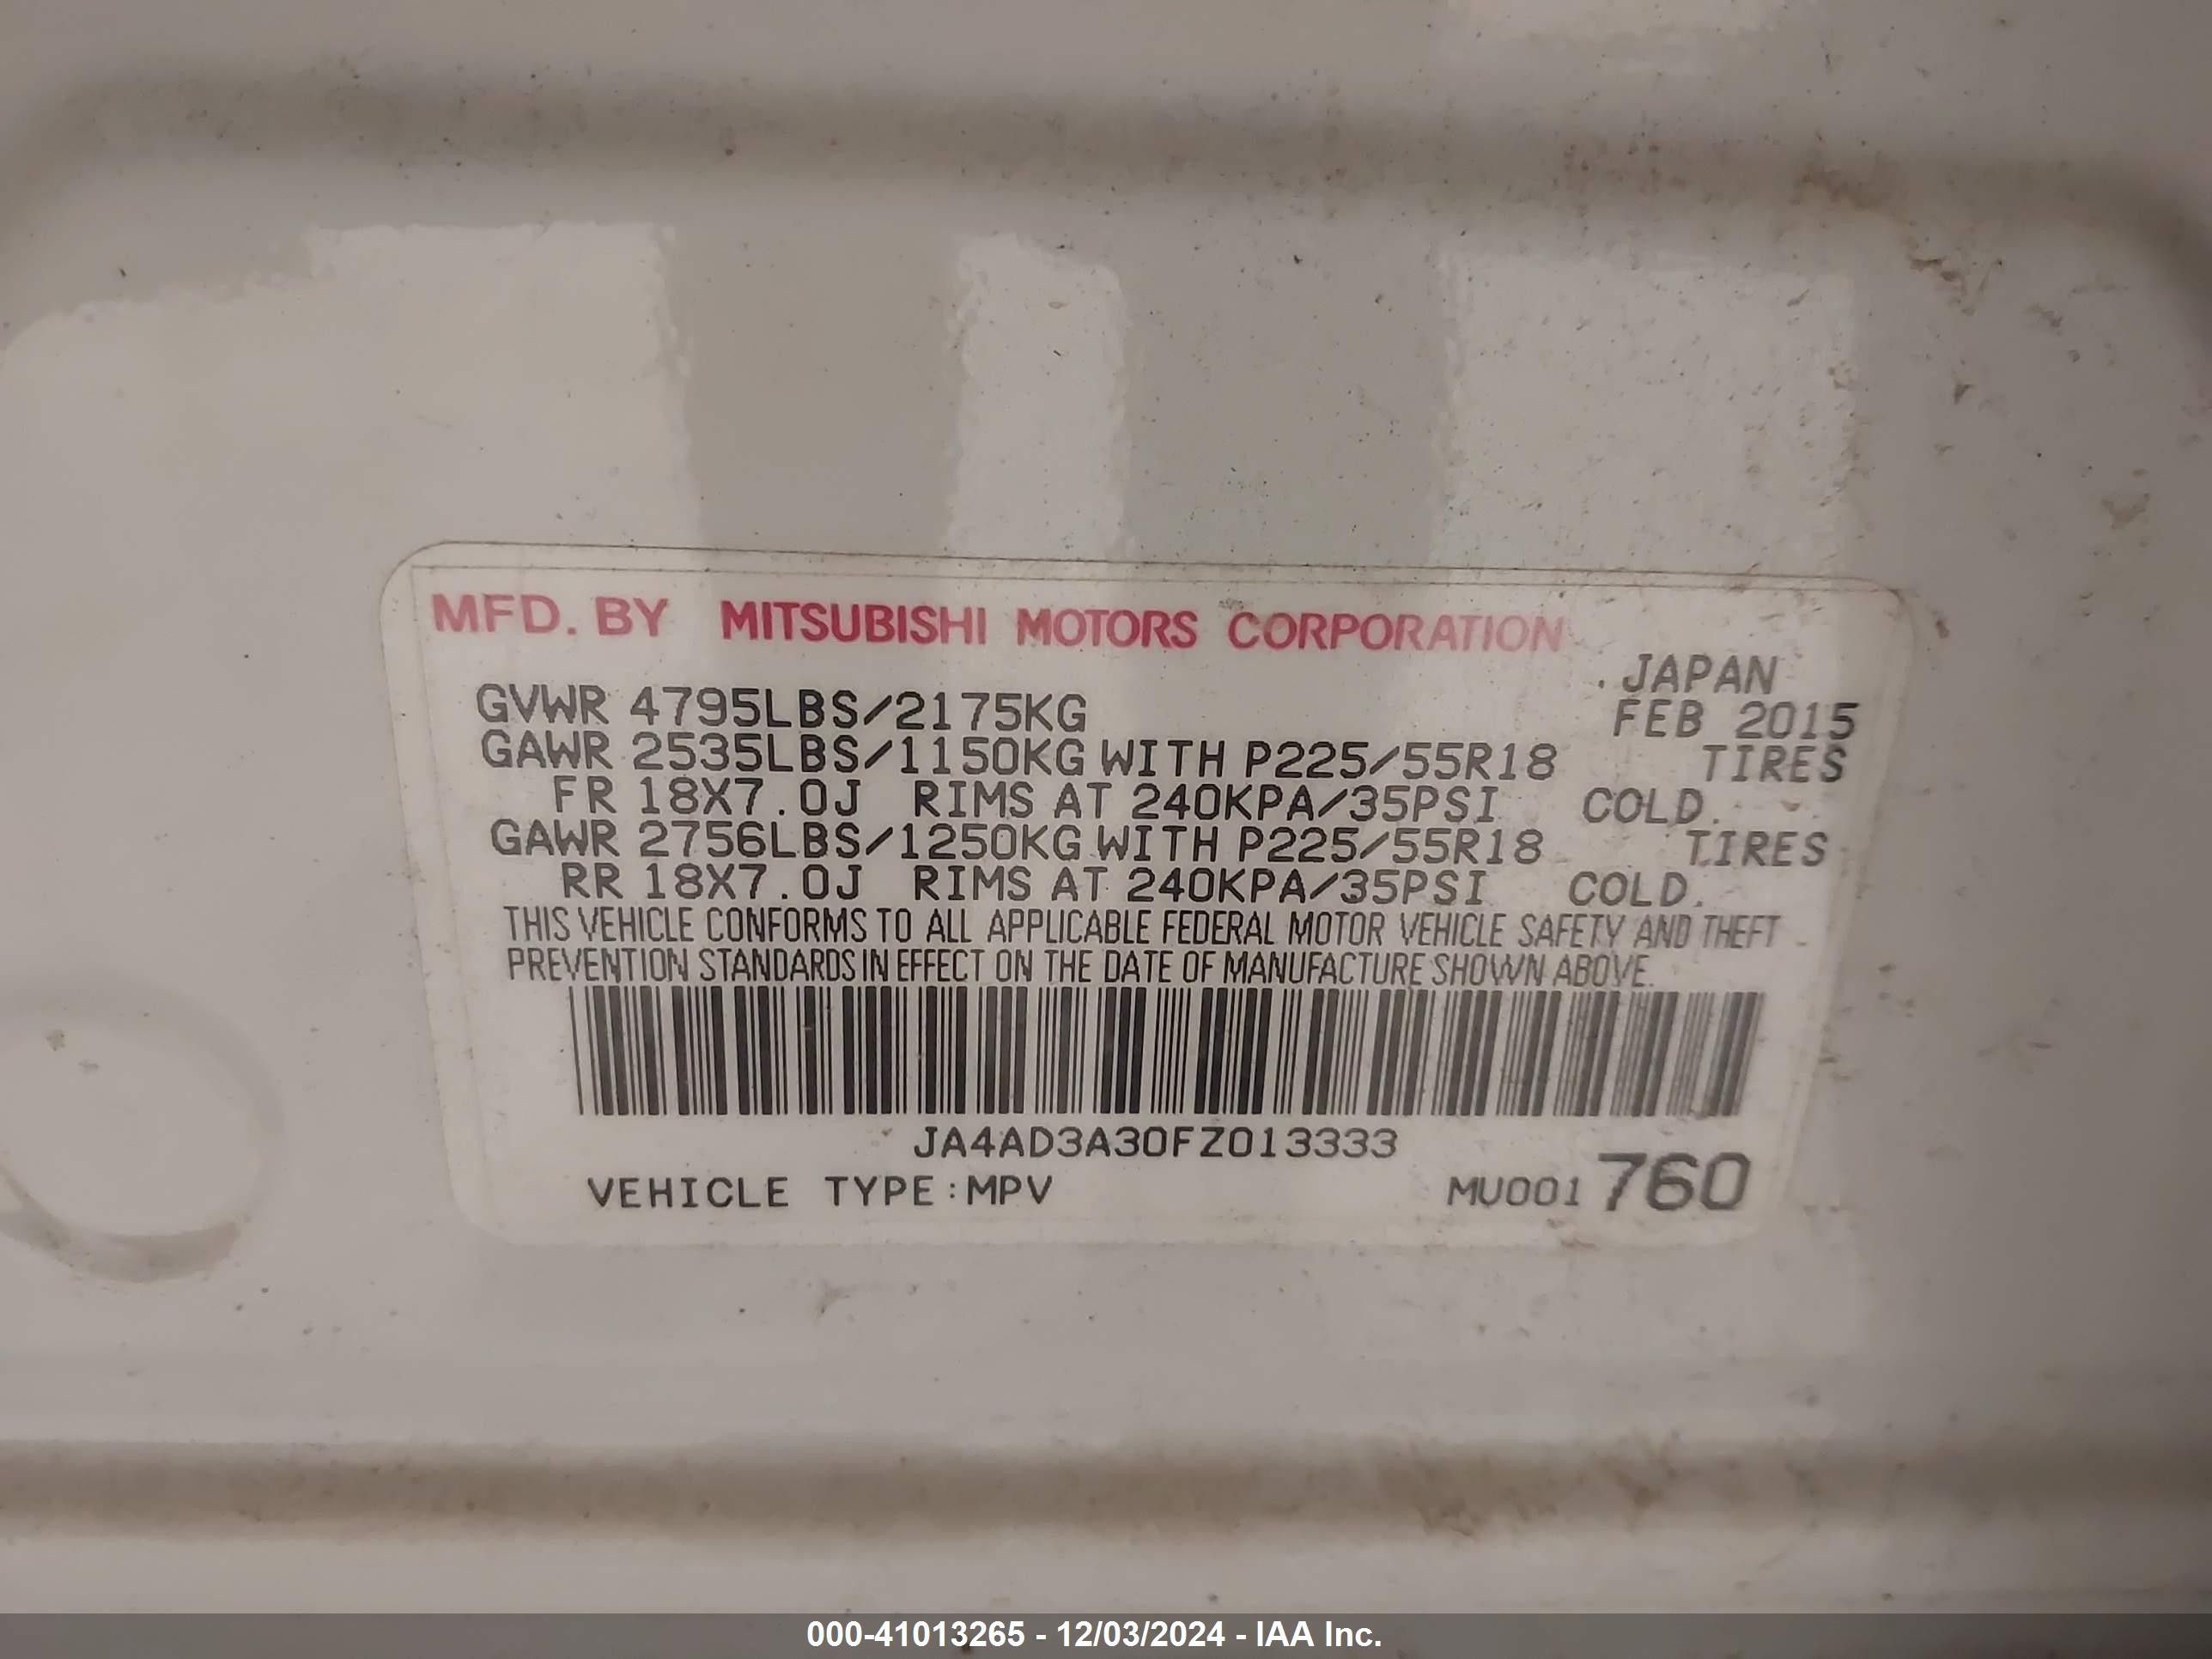 MFD. BY MITSUBISHI MOTORS CORPORATION
. JAPAN
GVWR 4795LBS/2175KG FEB 2015
GAWR 2535LBS/1150KG WITH P225/55R18 TIRES
FR 18X7.0J RIMS AT 240KPA/35PSI COLD.
GAWR 2756LBS/1250KG WITH P225/55R18 TIRES
RR 18X7.0J RIMS AT 240KPA/35PSI COLD.
THIS VEHICLE CONFORMS TO ALL APPLICABLE FEDERAL MOTOR VEHICLE SAFETY AND THEFT
PREVENTION STANDARDS IN EFFECT ON THE DATE OF MANUFACTURE SHOWN ABOVE.
JA4AD3A30FZ013333
VEHICLE TYPE:MPV MU001 760
000-41013265 - 12/03/2024 - IAA Inc.